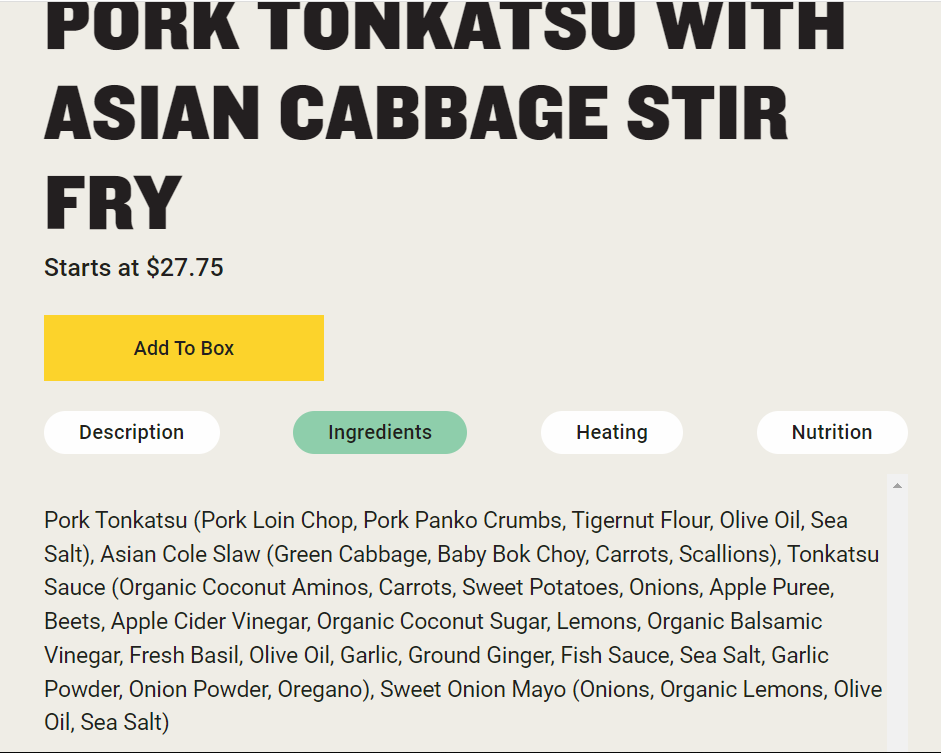 PORK TONKATSU WITH
ASIAN CABBAGE STIR
FRY
Starts at $27.75
Add To Box
Description
Ingredients
Heating
Nutrition
Pork Tonkatsu (Pork Loin Chop, Pork Panko Crumbs, Tigernut Flour, Olive Oil, Sea
Salt), Asian Cole Slaw (Green Cabbage, Baby Bok Choy, Carrots, Scallions), Tonkatsu
Sauce (Organic Coconut Aminos, Carrots, Sweet Potatoes, Onions, Apple Puree,
Beets, Apple Cider Vinegar, Organic Coconut Sugar, Lemons, Organic Balsamic
Vinegar, Fresh Basil, Olive Oil, Garlic, Ground Ginger, Fish Sauce, Sea Salt, Garlic
Powder, Onion Powder, Oregano), Sweet Onion Mayo (Onions, Organic Lemons, Olive
Oil, Sea Salt)